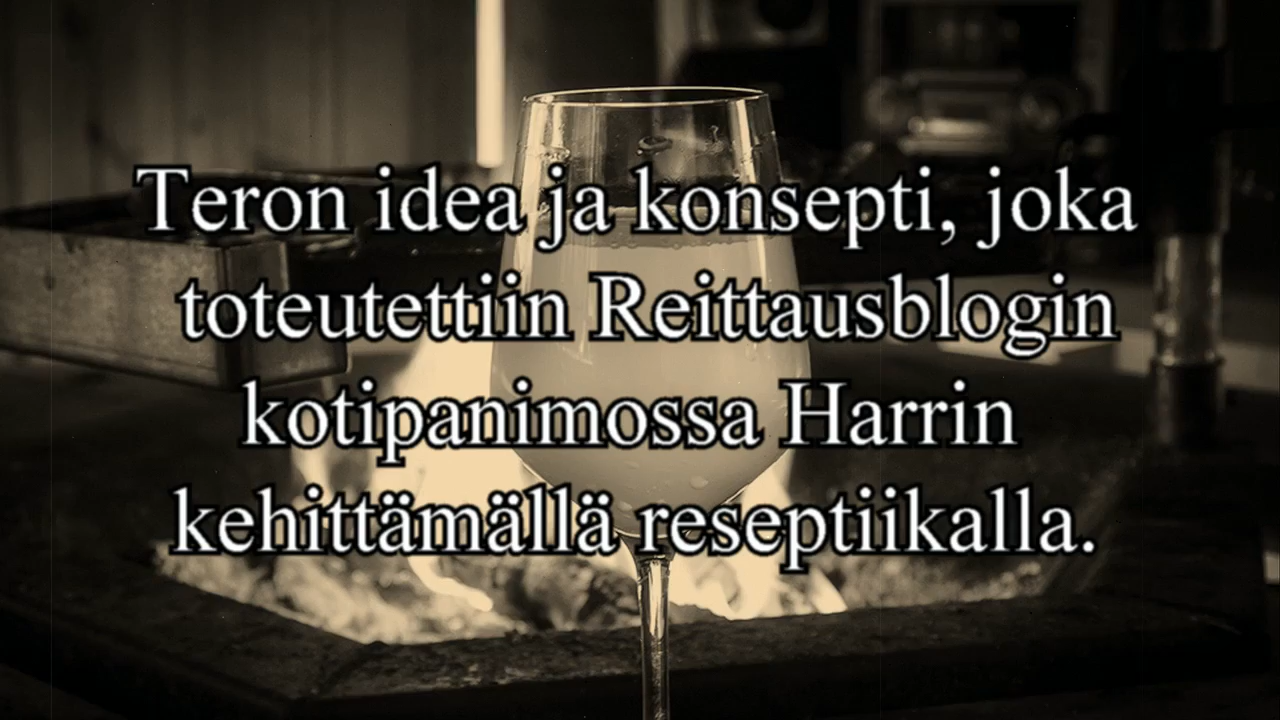 Teron idea ja konsepti, joka
toteutettiin Reittausblogin
kotipanimossa Harrin
kehittämällä reseptiikalla.